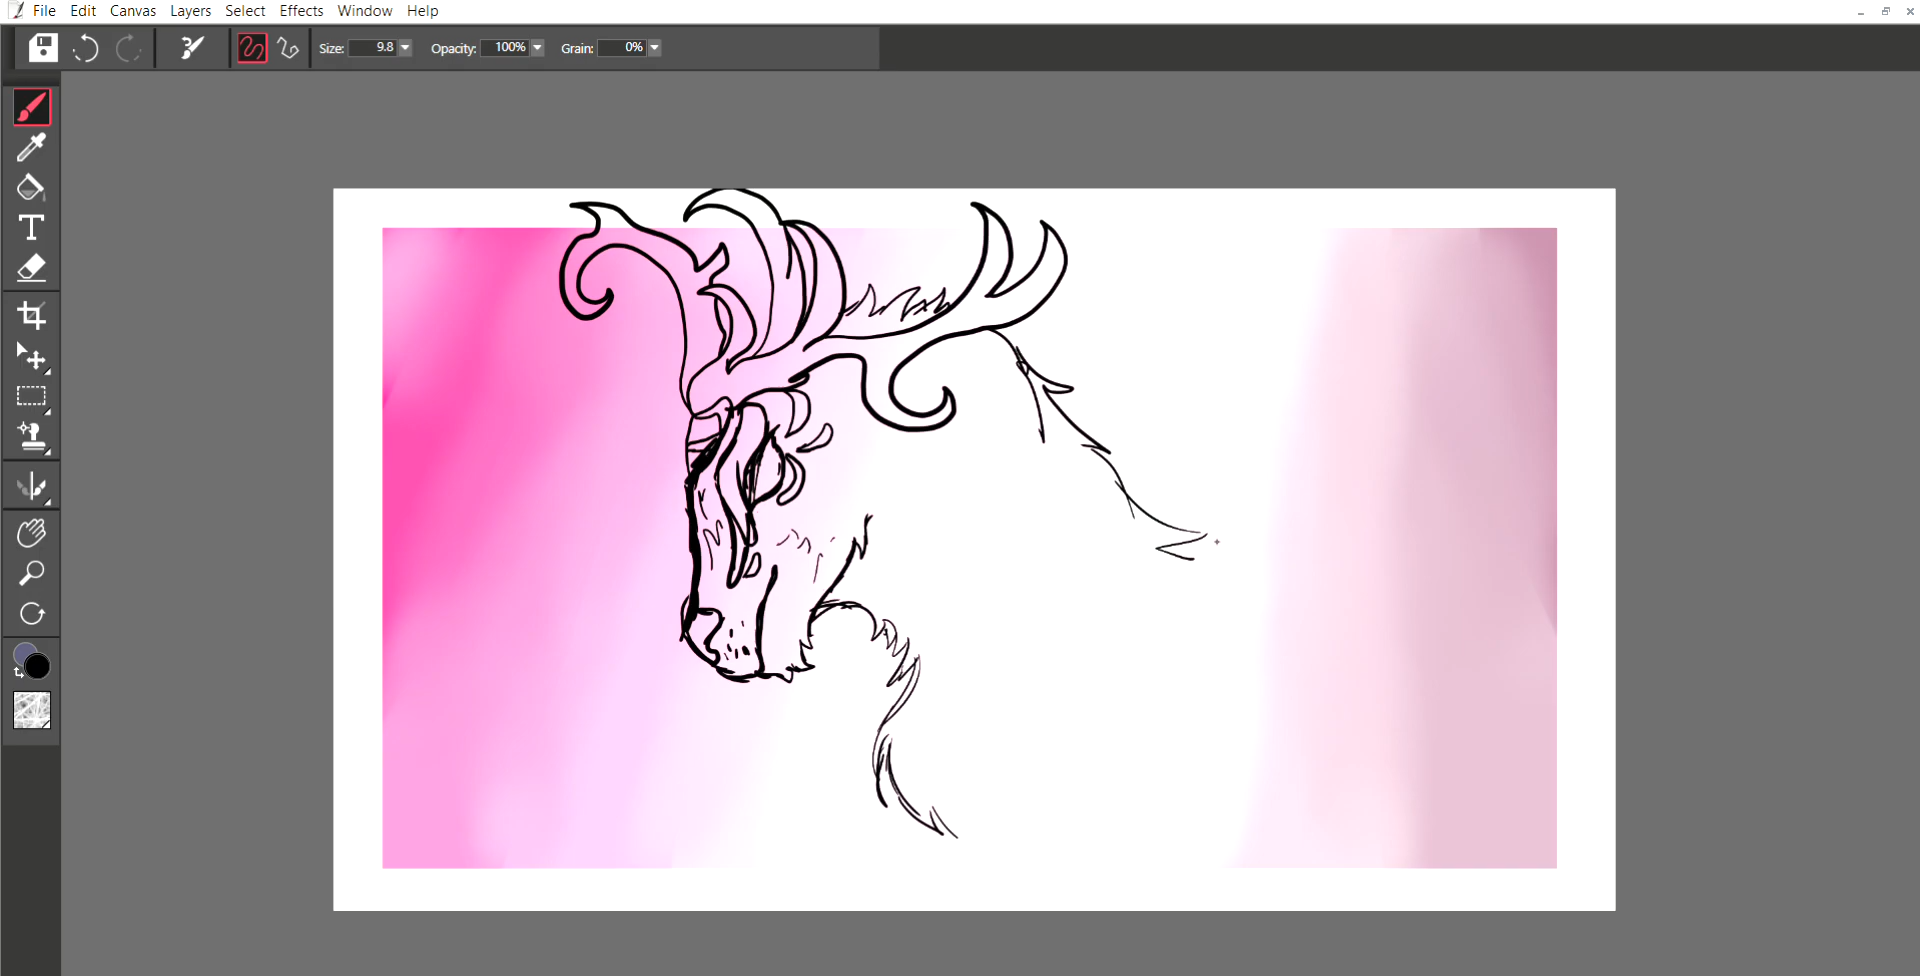 File Edit Canvas Layers Select Effects Window Help
Size: 9.8 Opacity: 100% Grain: 0%
T